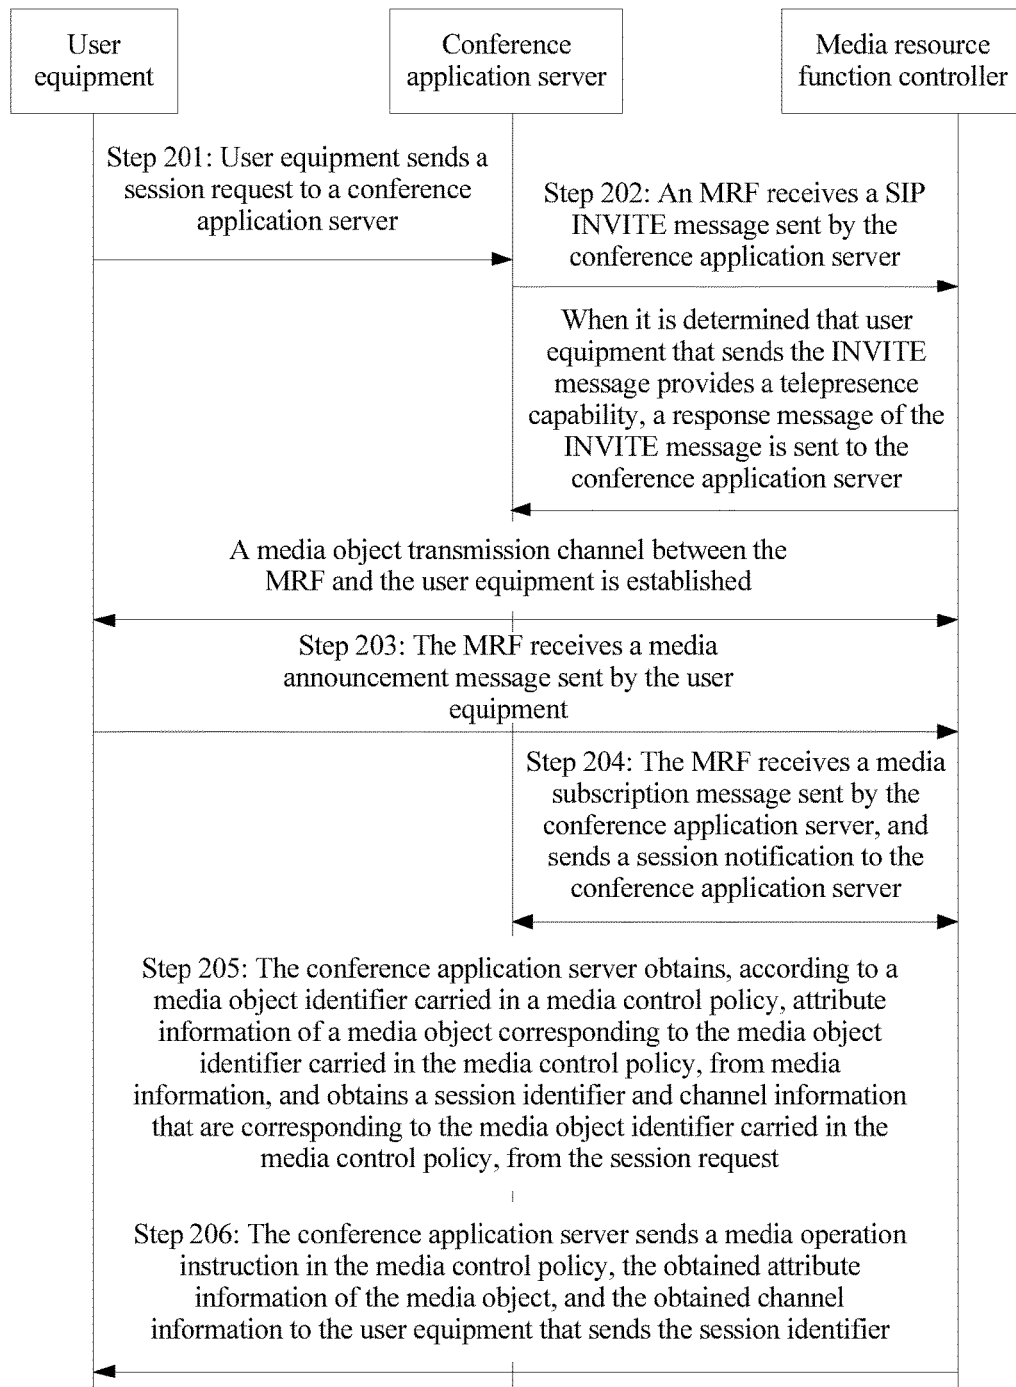 User
equipment
Conference
application server
Media resource
function controller
Step 201: User equipment sends a
session request to a conference
application server
Step 202: An MRF receives a SIP
INVITE message sent by the
conference application server
When it is determined that user
equipment that sends the INVITE
message provides a telepresence
capability, a response message of the
INVITE message is sent to the
conference application server
A media object transmission channel between the
MRF and the user equipment is established
Step 203: The MRF receives a media
announcement message sent by the user
equipment
Step 204: The MRF receives a media
subscription message sent by the
conference application server, and
sends a session notification to the
conference application server
Step 205: The conference application server obtains, according to a
media object identifier carried in a media control policy, attribute
information of a media object corresponding to the media object
identifier carried in the media control policy, from media
information, and obtains a session identifier and channel information
that are corresponding to the media object identifier carried in the
media control policy, from the session request
Step 206: The conference application server sends a media operation
instruction in the media control policy, the obtained attribute
information of the media object, and the obtained channel
information to the user equipment that sends the session identifier